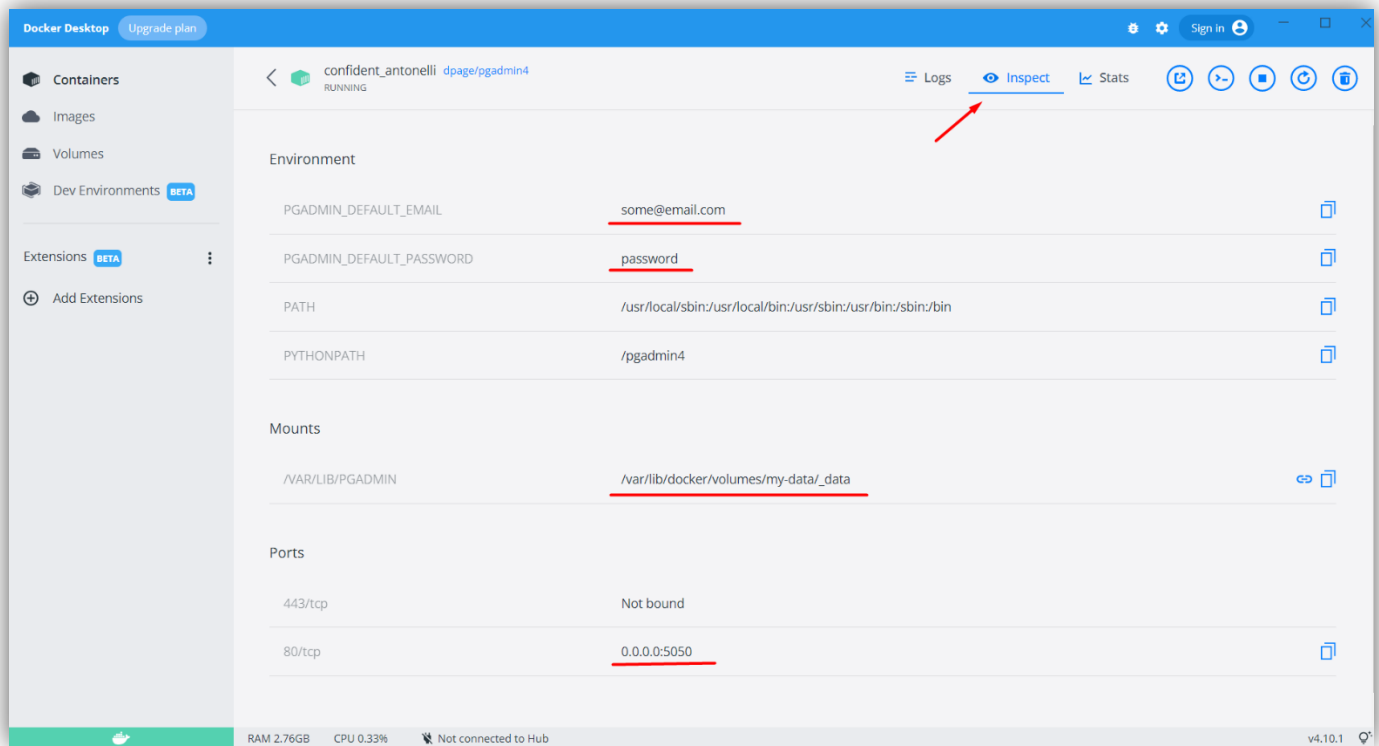 Docker Desktop Upgrade plan Sign in
Containers
Images
Volumes
Dev Environments BETA
Extensions BETA
Add Extensions
confident_antonelli dpage/pgadmin4
RUNNING
Logs Inspect Stats
Environment
PGADMIN_DEFAULT_EMAIL some@email.com
PGADMIN_DEFAULT_PASSWORD password
PATH /usr/local/sbin:/usr/local/bin:/usr/sbin:/usr/bin:/sbin:/bin
PYTHONPATH /pgadmin4
Mounts
/VAR/LIB/PGADMIN /var/lib/docker/volumes/my-data/_data
Ports
443/tcp Not bound
80/tcp 0.0.0.0:5050
RAM 2.76GB CPU 0.33% Not connected to Hub v4.10.1